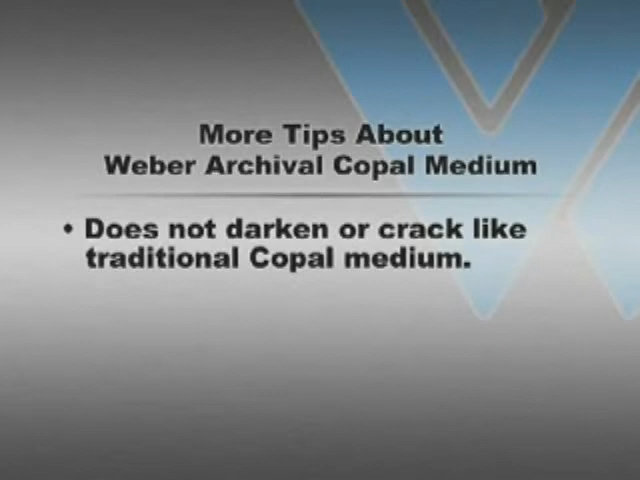 More Tips About
Weber Archival Copal Medium
• Does not darken or crack like
traditional Copal medium.